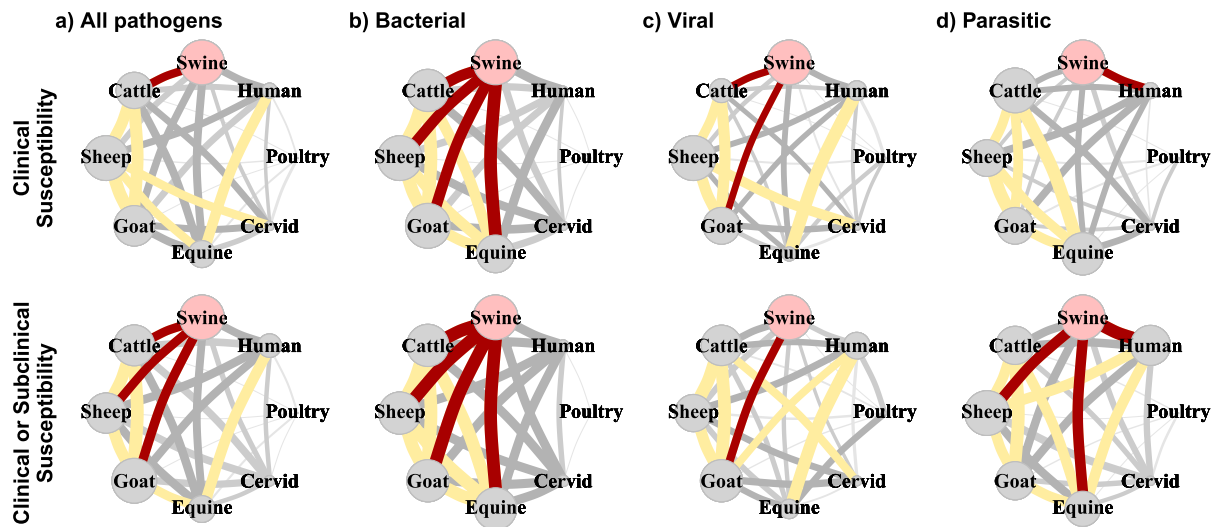 a) All pathogens
b) Bacterial
c) Viral
d) Parasitic
Clinical
Susceptibility
Swine
Cattle
Human
Sheep
Poultry
Goat
Cervid
Equine
Swine
Cattle
Human
Sheep
Poultry
Goat
Cervid
Equine
Swine
Cattle
Human
Sheep
Poultry
Goat
Cervid
Equine
Swine
Cattle
Human
Sheep
Poultry
Goat
Cervid
Equine
Clinical or Subclinical
Susceptibility
Swine
Cattle
Human
Sheep
Poultry
Goat
Cervid
Equine
Swine
Cattle
Human
Sheep
Poultry
Goat
Cervid
Equine
Swine
Cattle
Human
Sheep
Poultry
Goat
Cervid
Equine
Swine
Cattle
Human
Sheep
Poultry
Goat
Cervid
Equine